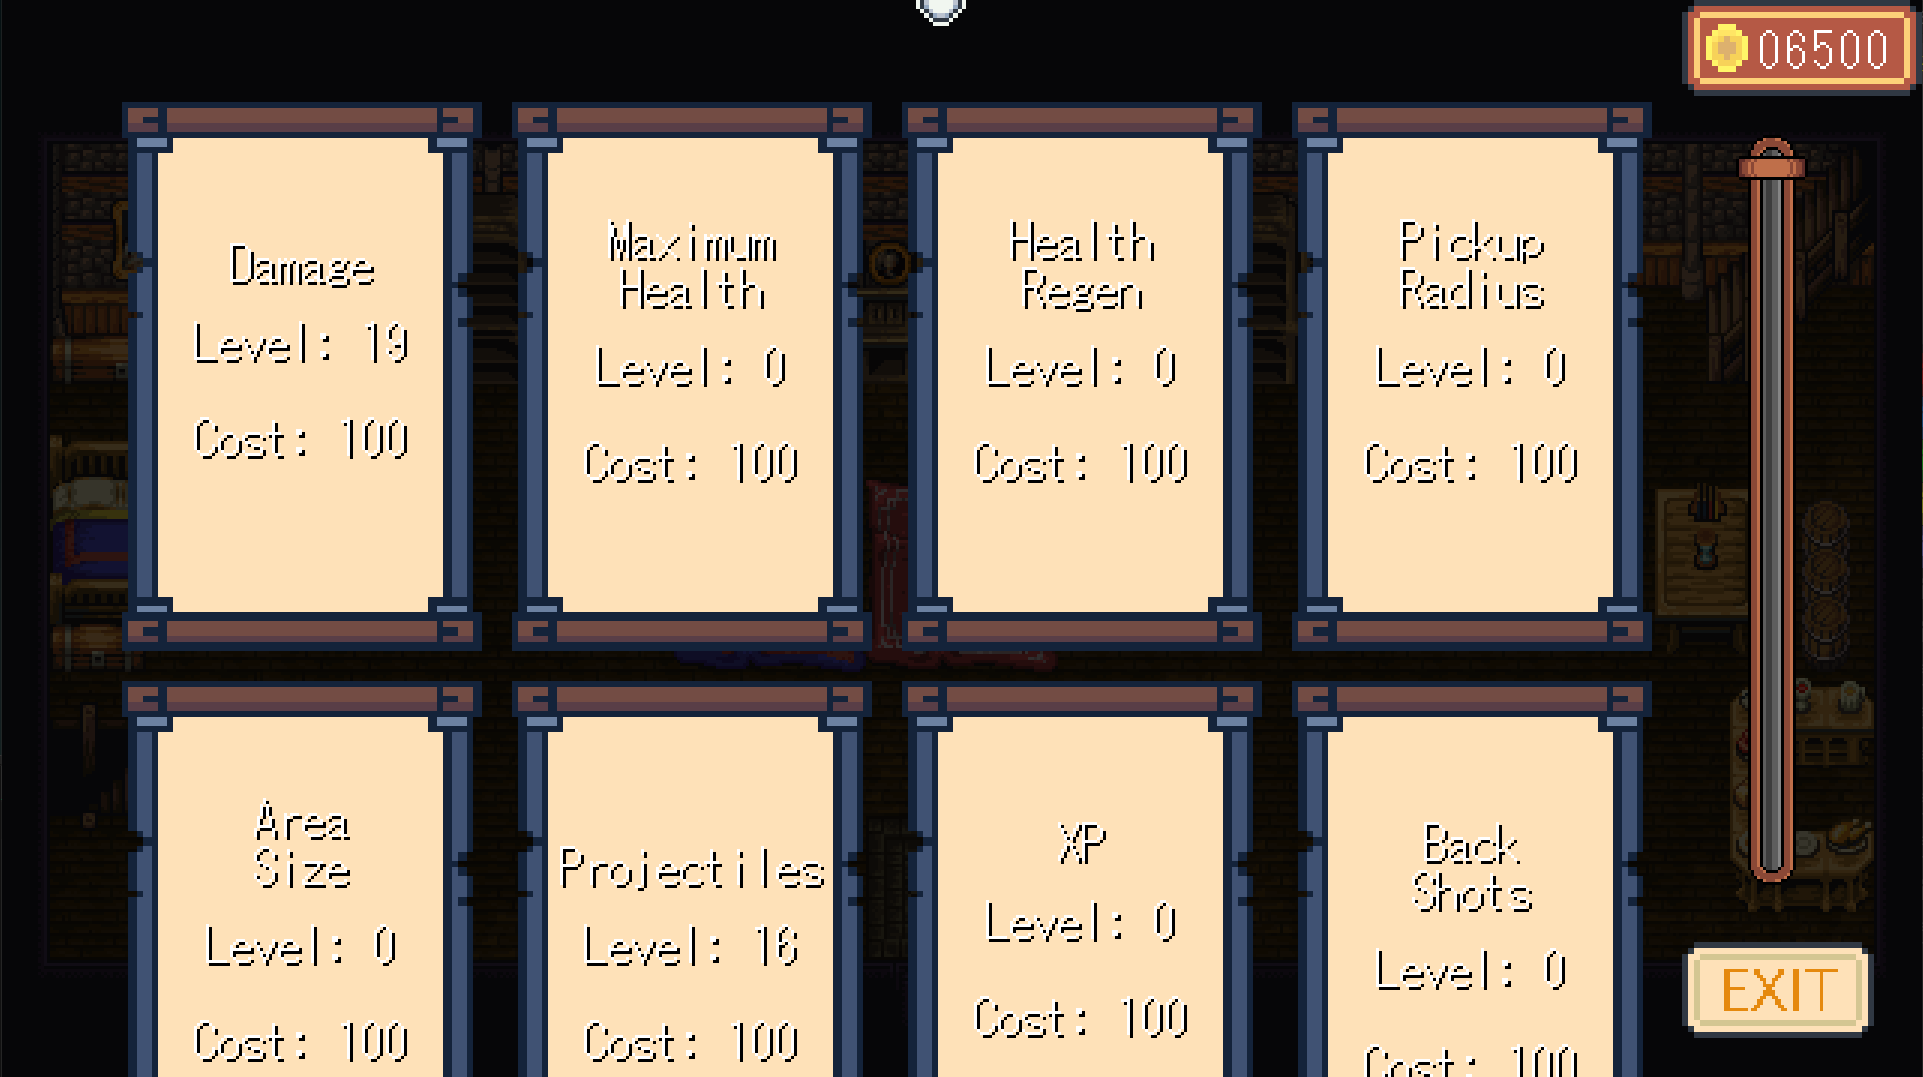 06500
Damage
Level: 19
Cost: 100
Maximum
Health
Level: 0
Cost: 100
Health
Regen
Level: 0
Cost: 100
Pickup
Radius
Level: 0
Cost: 100
Area
Size
Level: 0
Cost: 100
Projectiles
Level: 16
Cost: 100
XP
Level: 0
Cost: 100
Back
Shots
Level: 0
Cost: 100
EXIT